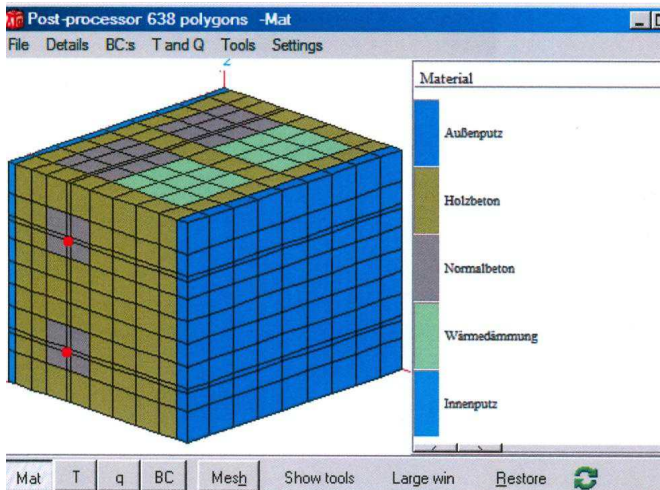 Post-processor 638 polygons -Mat
File Details BC:s T and Q Tools Settings
z
Material
Außenputz
Holzbeton
Normalbeton
Wärmedämmung
Innenputz
Mat T q BC Mesh Show tools Large win Restore